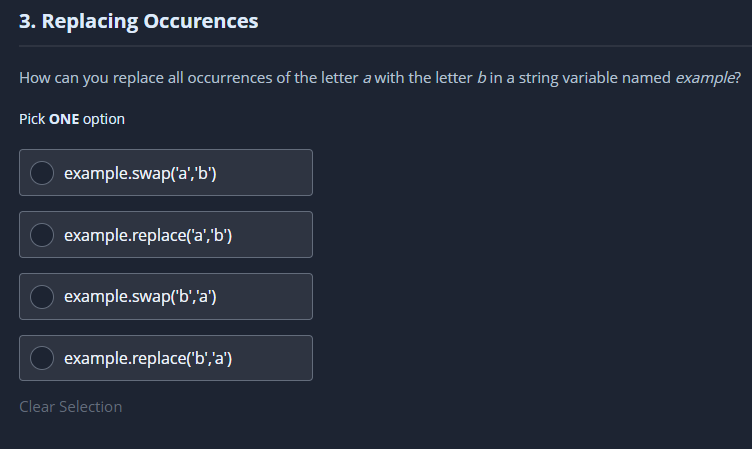 3. Replacing Occurences
How can you replace all occurrences of the letter a with the letter b in a string variable named example?
Pick ONE option
example.swap('a','b')
example.replace('a','b')
example.swap('b','a')
example.replace('b','a')
Clear Selection